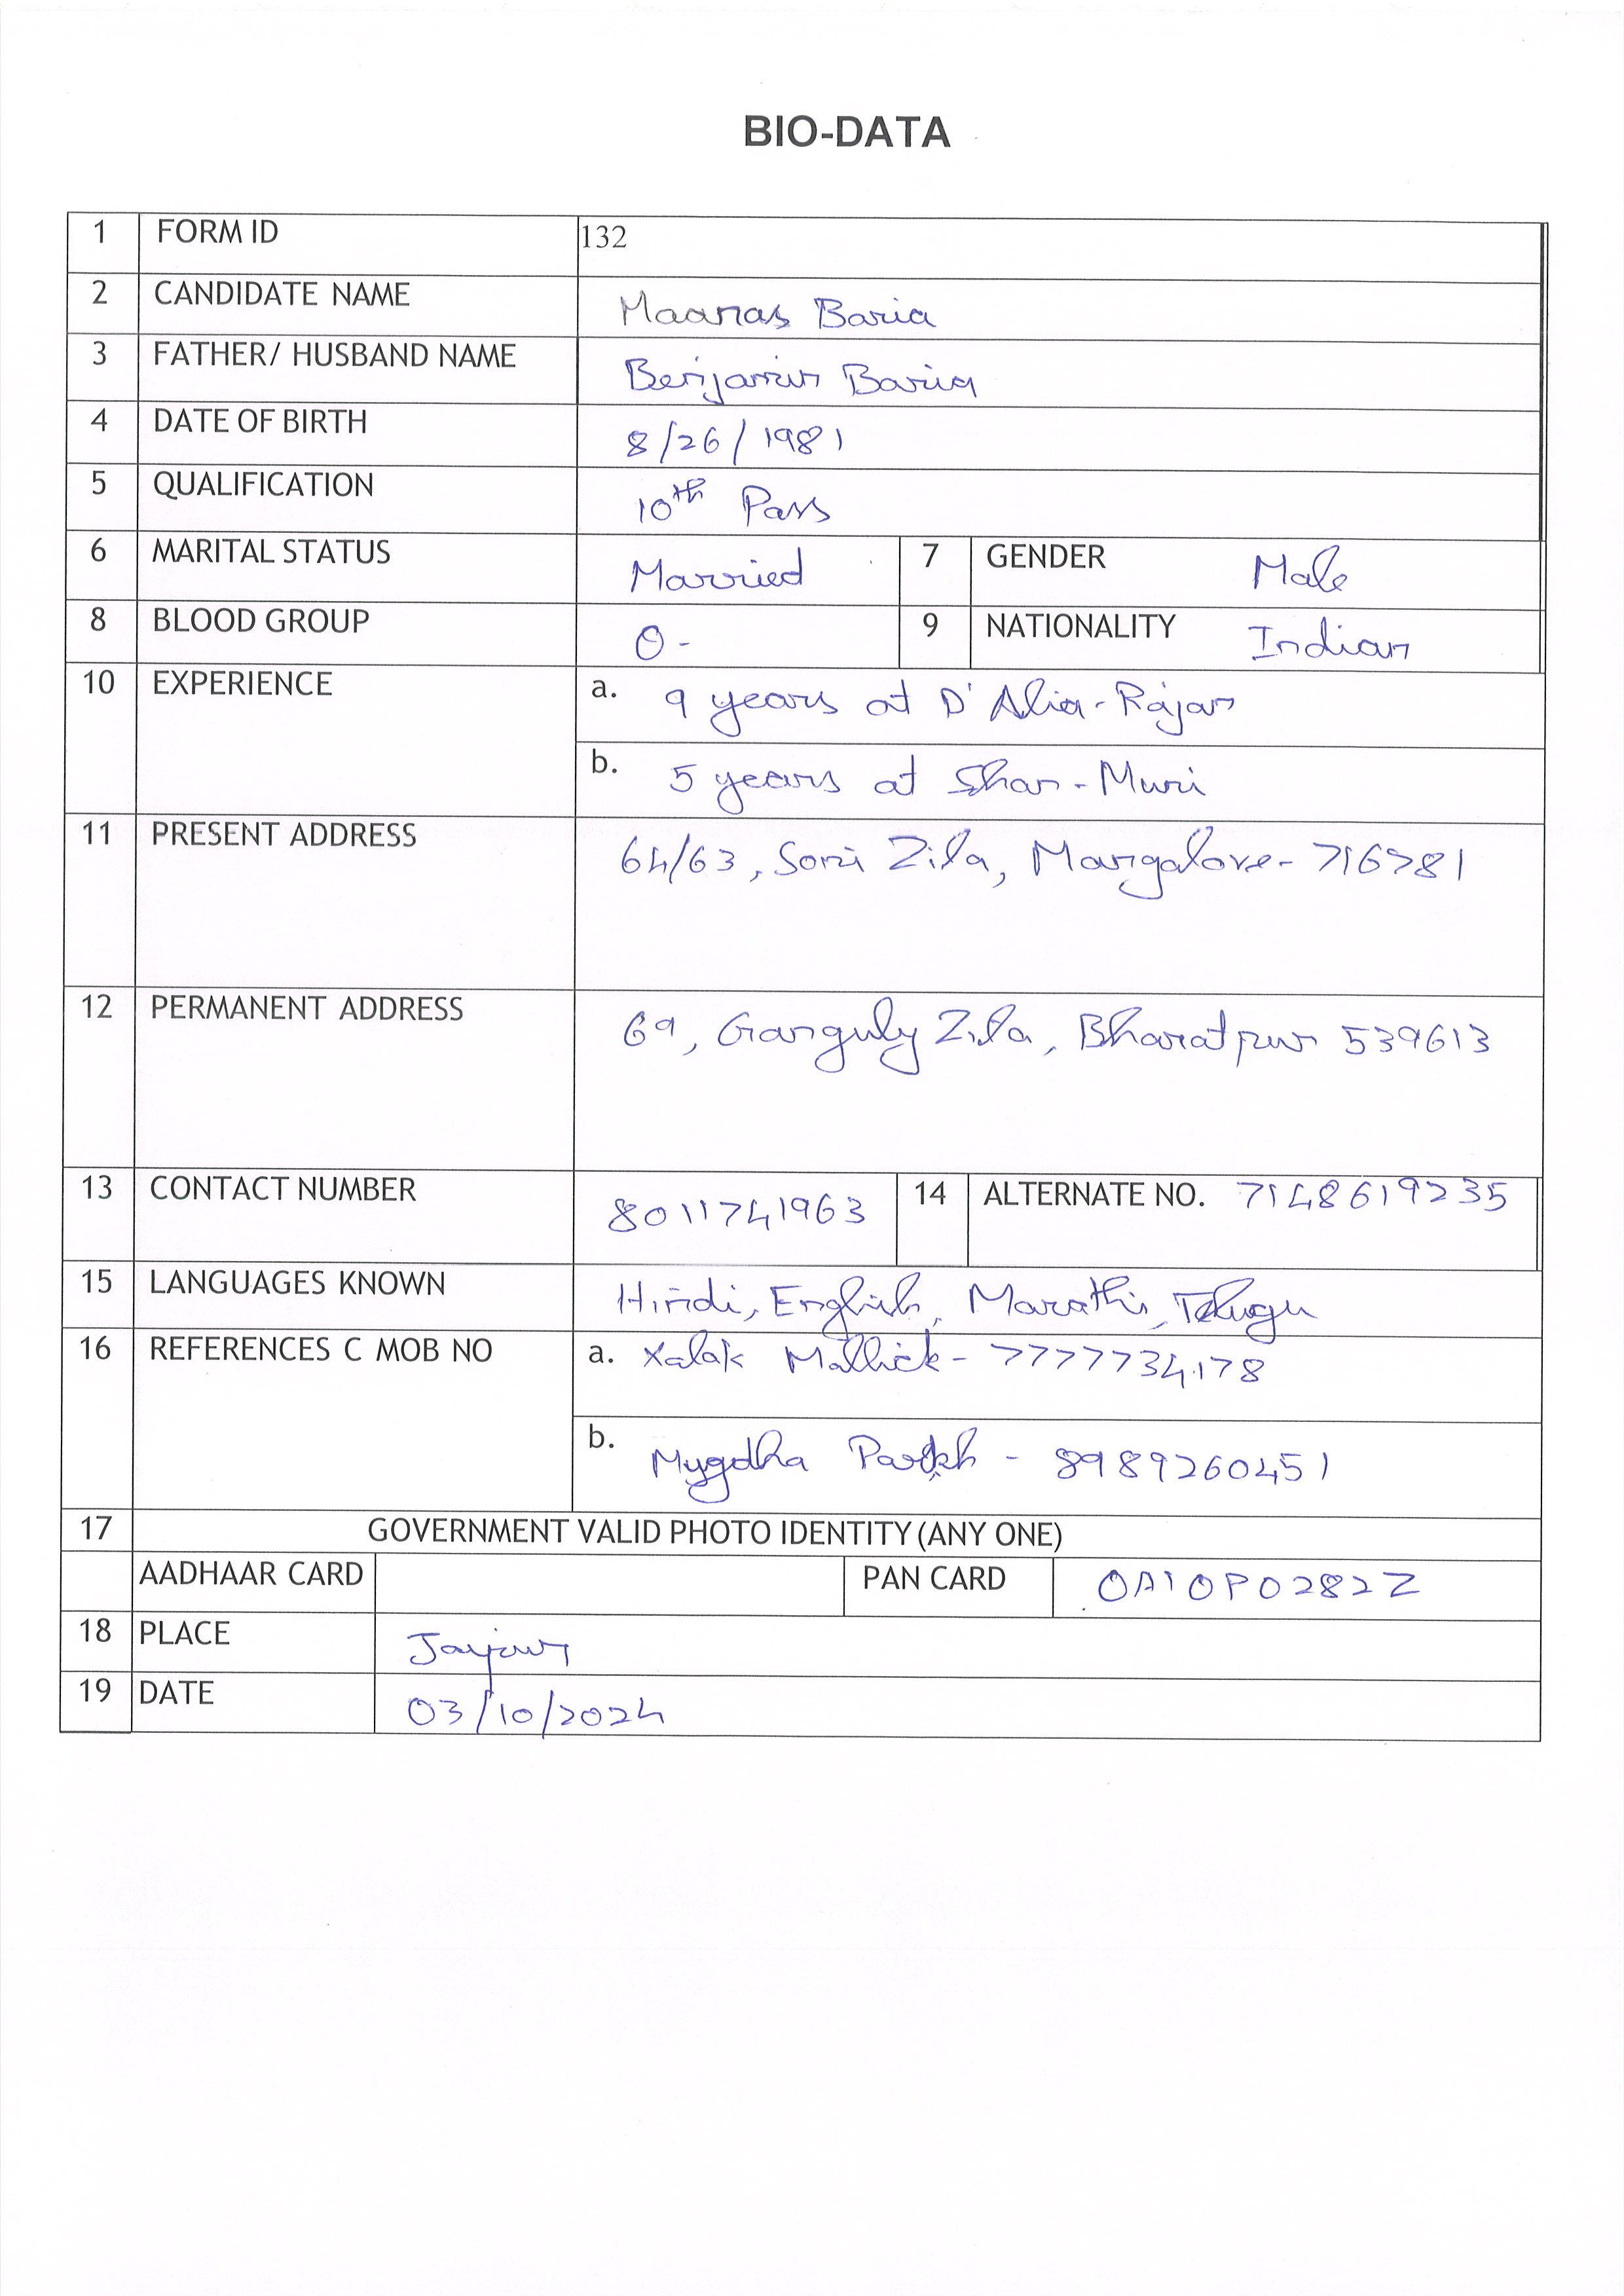 BIO-DATA
1 FORM ID 132
2 CANDIDATE NAME Maanas Baria
3 FATHER/ HUSBAND NAME Benjamin Baria
4 DATE OF BIRTH 8/26/1981
5 QUALIFICATION 10th Pass
6 MARITAL STATUS Married 7 GENDER Male
8 BLOOD GROUP O- 9 NATIONALITY Indian
10 EXPERIENCE a. 9 years at D'Alia-Rajan
b. 5 years at Shan-Muri
11 PRESENT ADDRESS 64/63, Soni Zila, Mangalore-716781
12 PERMANENT ADDRESS 69, Ganguly Zila, Bharatpur 539613
13 CONTACT NUMBER 8011741963 14 ALTERNATE NO. 7148619235
15 LANGUAGES KNOWN Hindi, English, Marathi, Telugu
16 REFERENCES C MOB NO a. Xalak Mallick- 7777734178
b. Mygdha Parekh - 8989260451
17 GOVERNMENT VALID PHOTO IDENTITY (ANY ONE)
AADHAAR CARD PAN CARD OAIOP0282Z
18 PLACE
19 DATE 03/10/2024